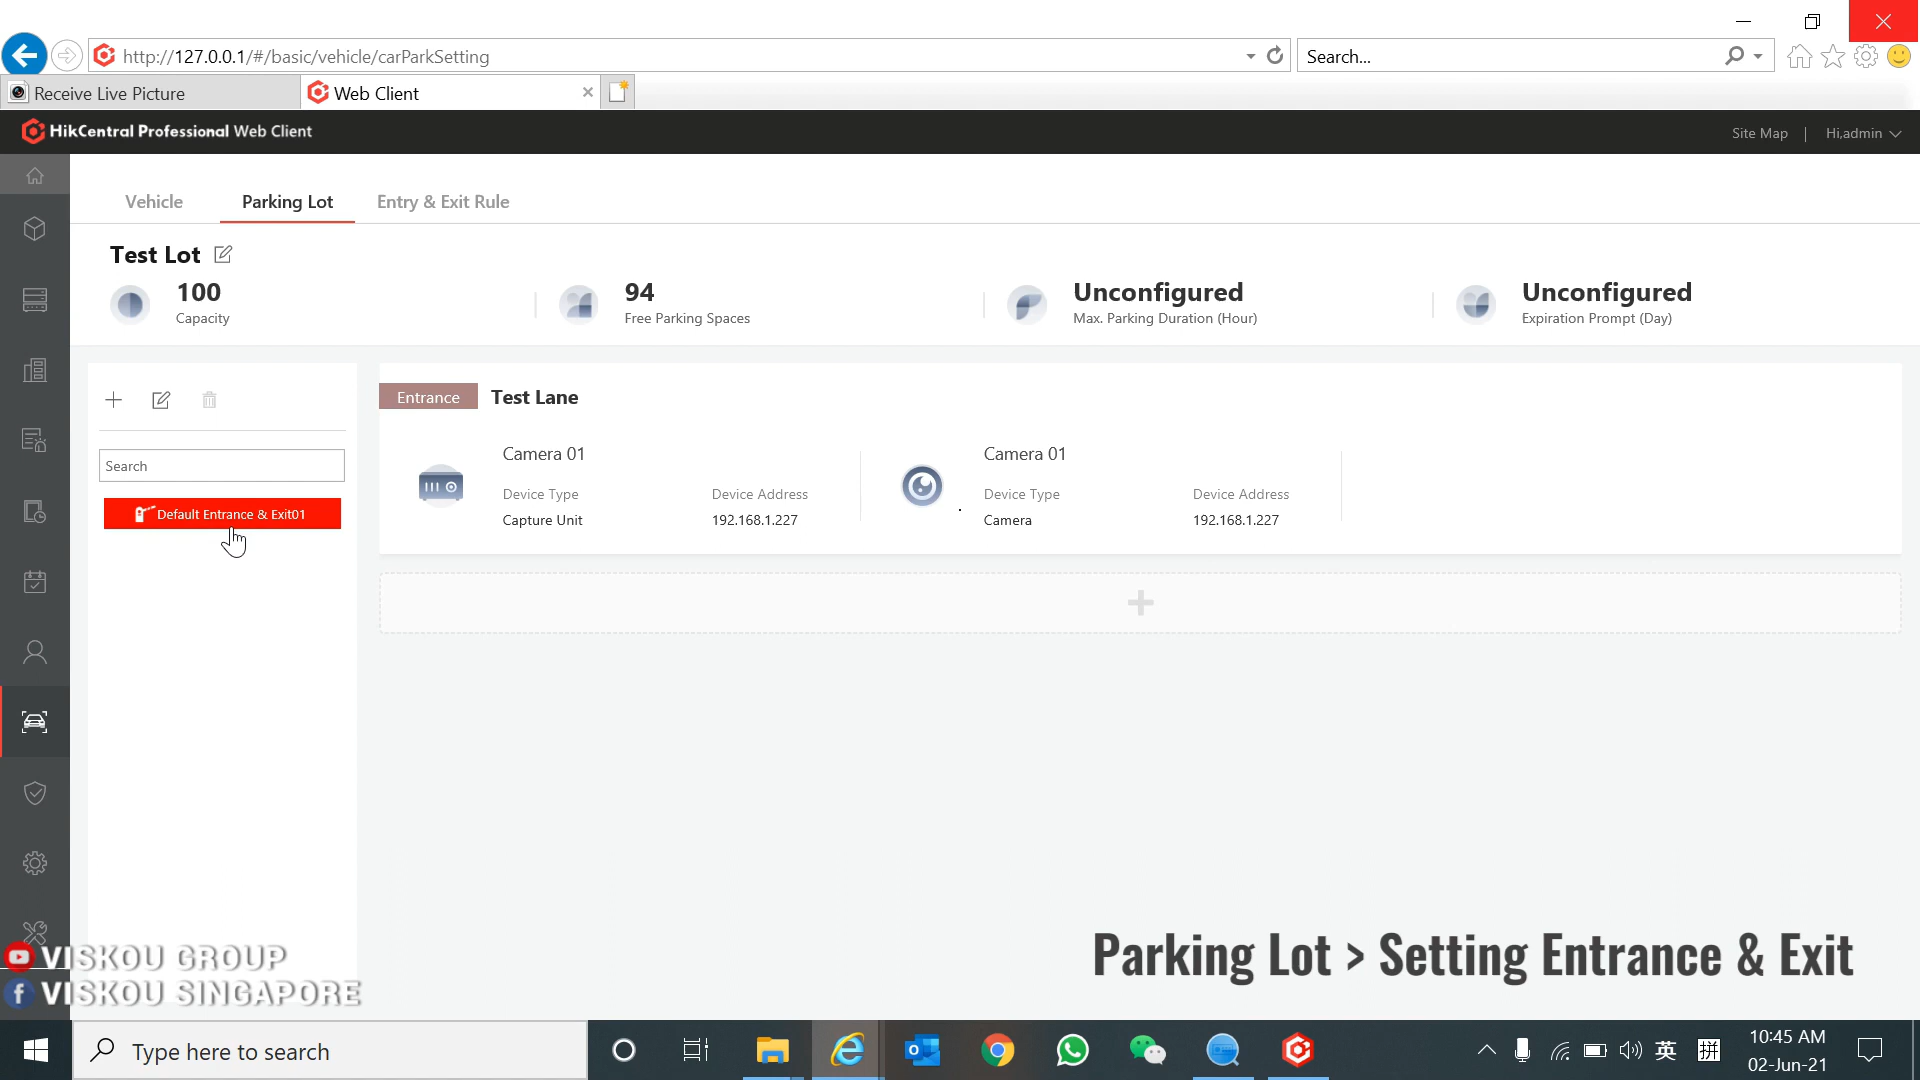 http://127.0.0.1/#/basic/vehicle/carParkSetting
Search...
Receive Live Picture
Web Client
HikCentral Professional Web Client
Site Map
Hi,admin
Vehicle
Parking Lot
Entry & Exit Rule
Test Lot
100
Capacity
94
Free Parking Spaces
Unconfigured
Max. Parking Duration (Hour)
Unconfigured
Expiration Prompt (Day)
Search
Default Entrance & Exit01
Entrance
Test Lane
Camera 01
Device Type
Capture Unit
Device Address
192.168.1.227
Camera 01
Device Type
Camera
Device Address
192.168.1.227
Parking Lot > Setting Entrance & Exit
VISKOU GROUP
VISKOU SINGAPORE
Type here to search
英
拼
10:45 AM
02-Jun-21